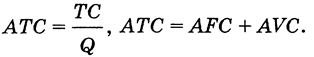 ATC = TC/Q, ATC = AFC + AVC.